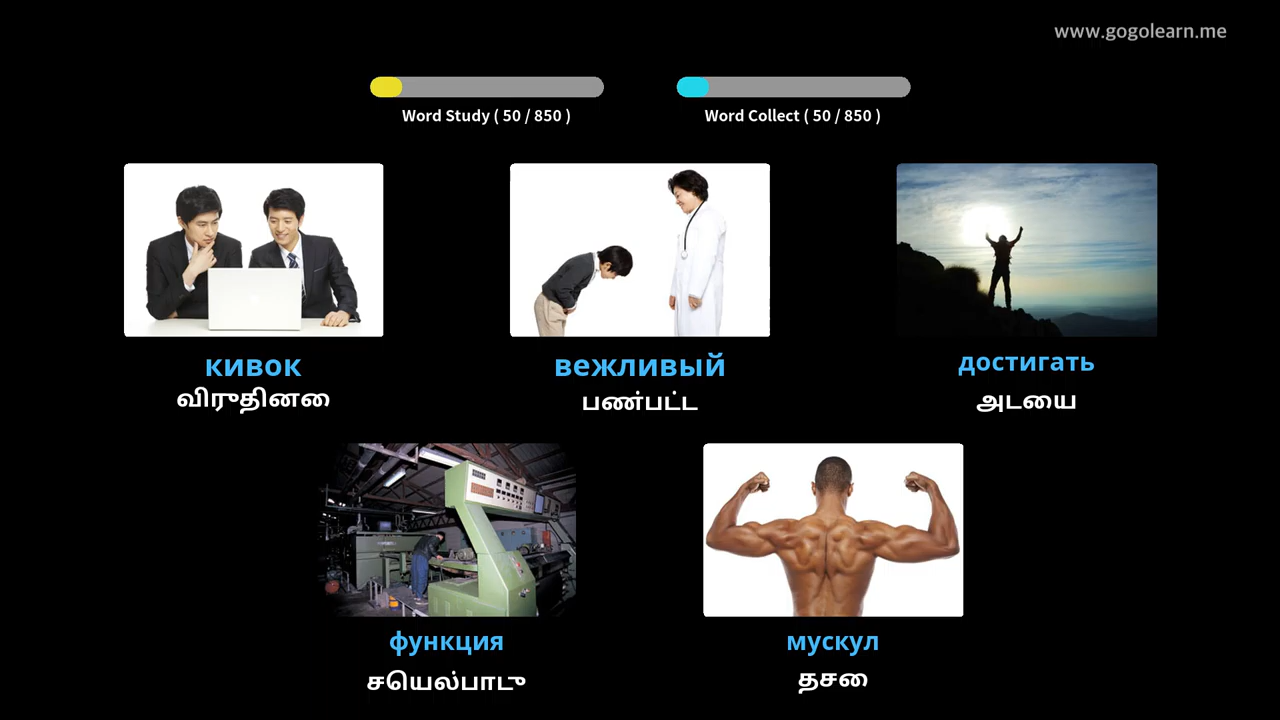 www.gogolearn.me
Word Study ( 50 / 850 )
Word Collect ( 50 / 850 )
кивок
விருதினை
вежливый
பண்பட்ட
достигать
அடைய
функция
செயல்பாடு
мускул
தசை